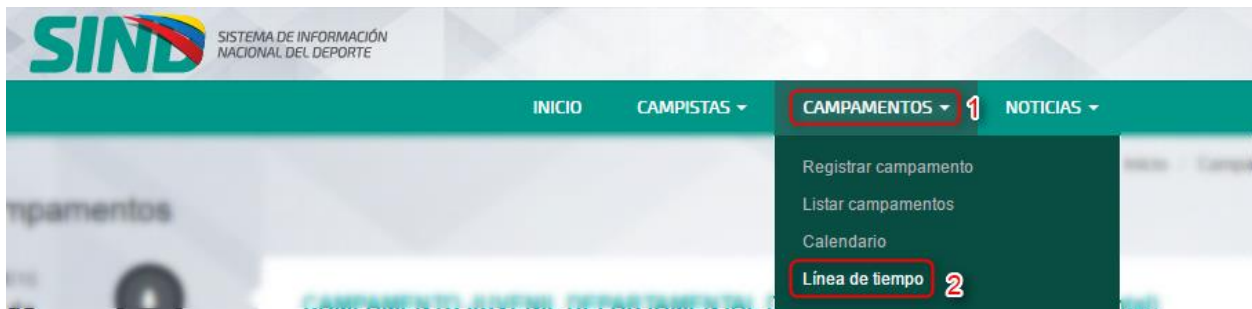 SIND
SISTEMA DE INFORMACIÓN
NACIONAL DEL DEPORTE
INICIO CAMPISTAS CAMPAMENTOS 1 NOTICIAS
Registrar campamento
Listar campamentos
Calendario
Línea de tiempo 2